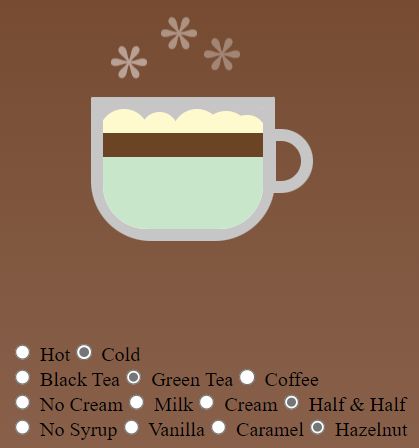 Hot Cold
Black Tea Green Tea Coffee
No Cream Milk Cream Half & Half
No Syrup Vanilla Caramel Hazelnut